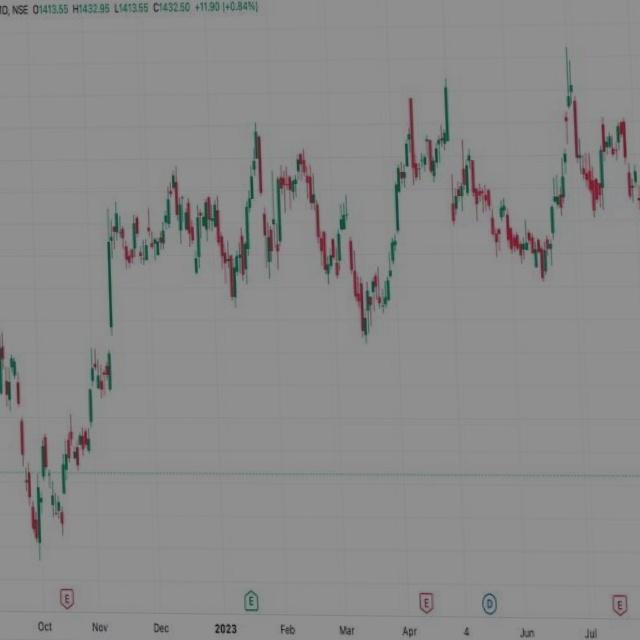 1D, NSE O1413.55 H1432.95 L1413.55 C1432.50 +11.90 (+0.84%)
E E E D E
Oct Nov Dec 2023 Feb Mar Apr 4 Jun Jul